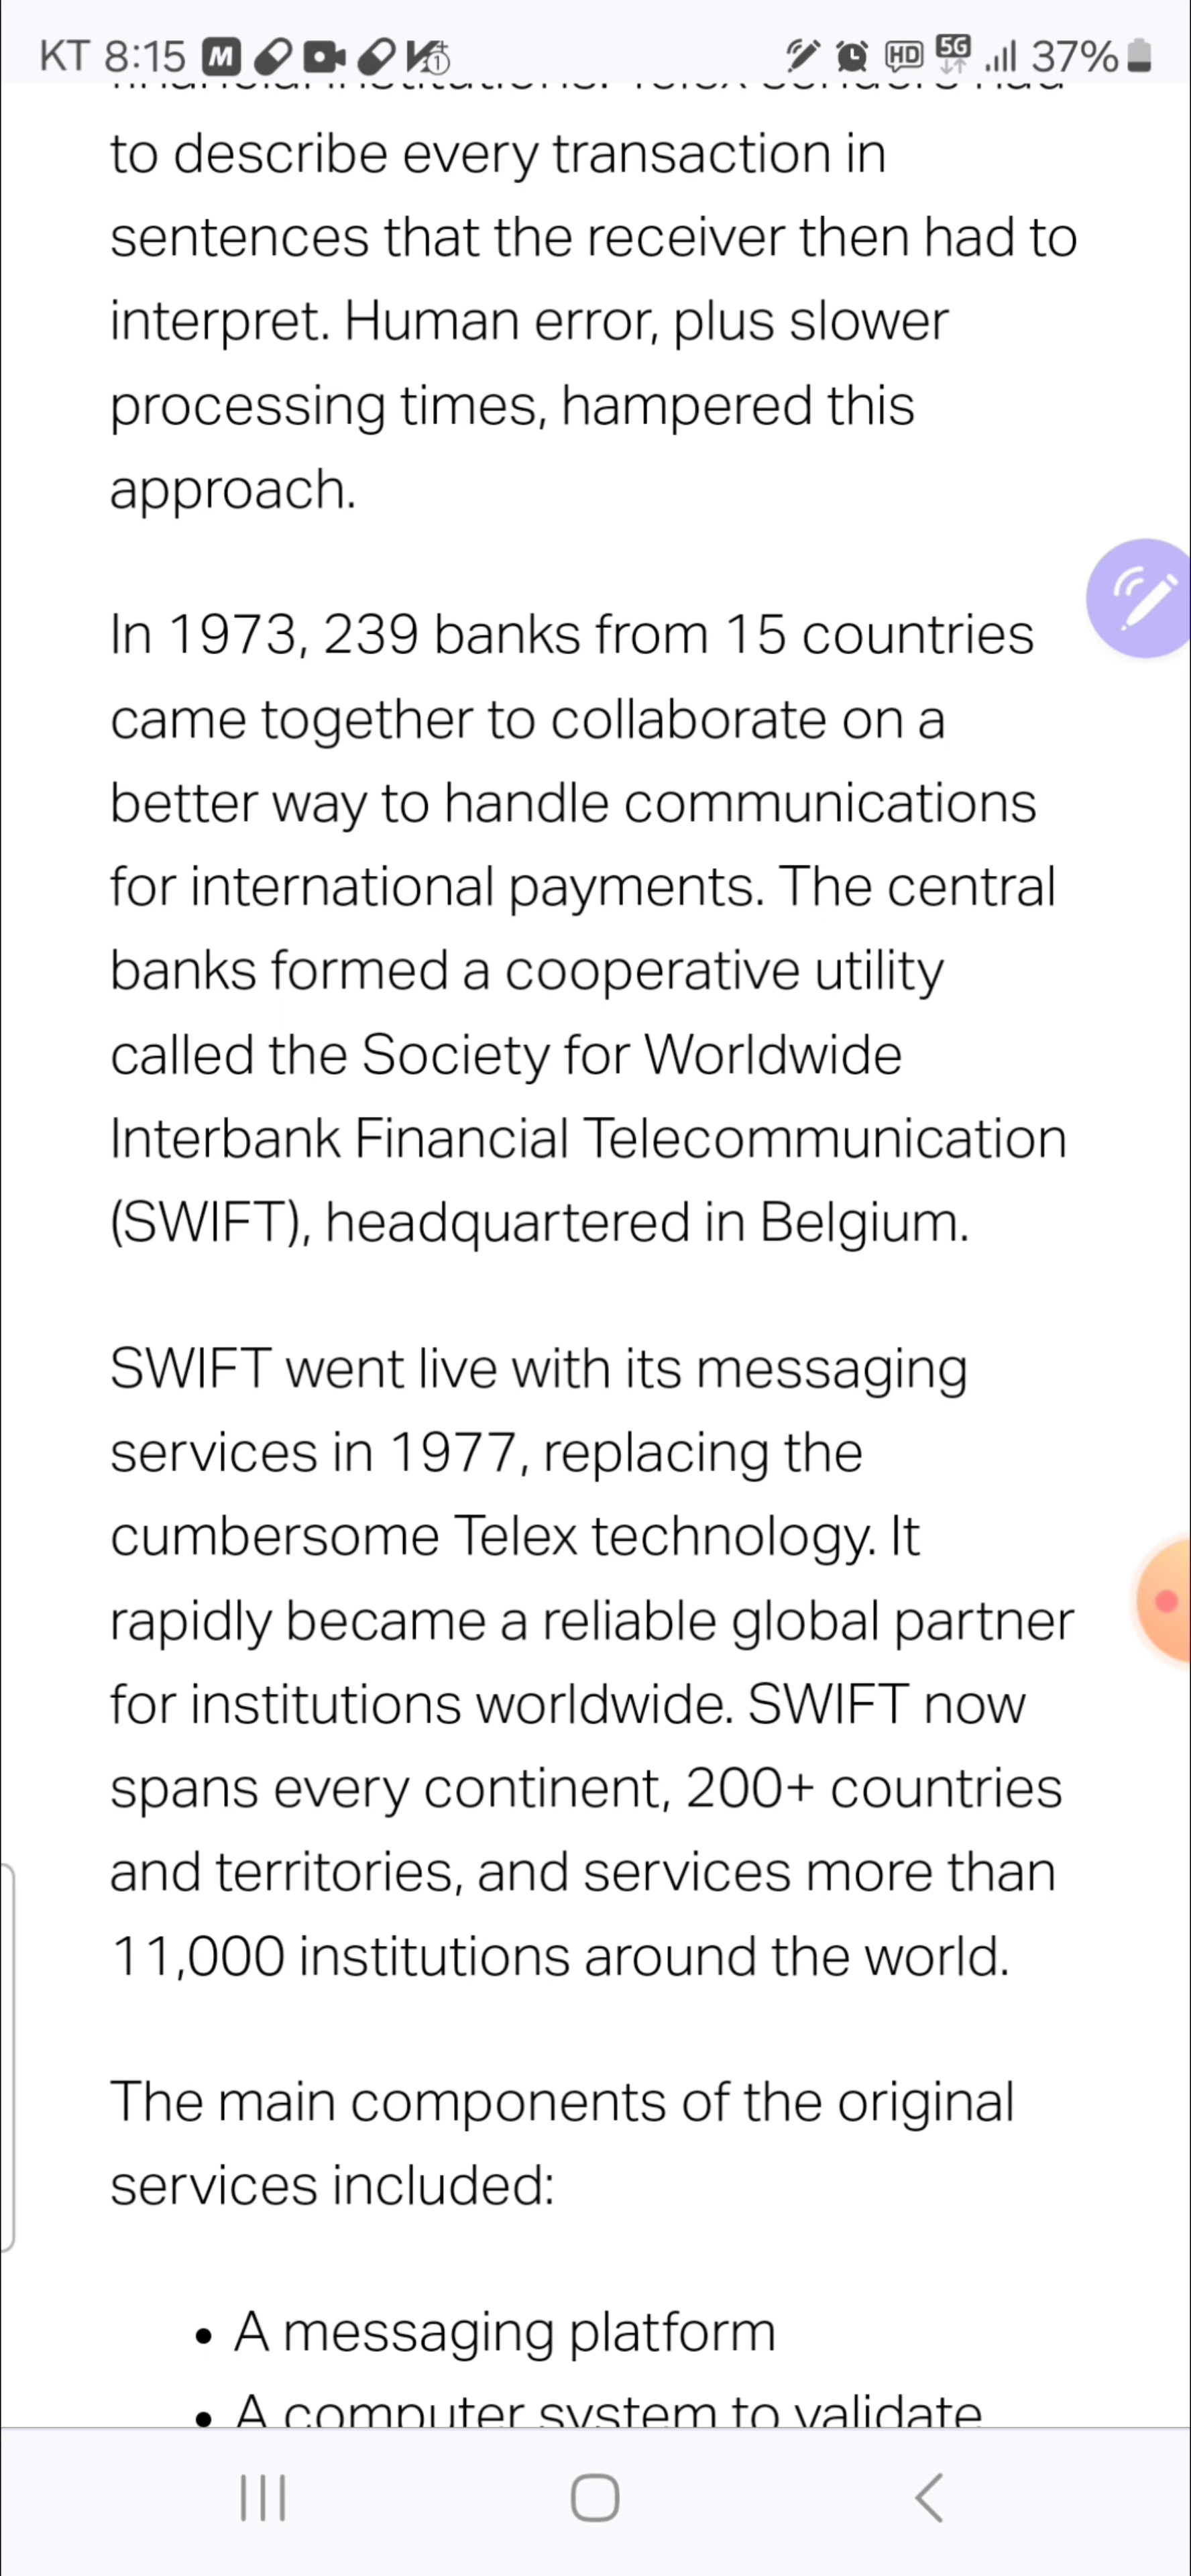 KT 8:15 M HD 5G 37%
to describe every transaction in
sentences that the receiver then had to
interpret. Human error, plus slower
processing times, hampered this
approach.
In 1973, 239 banks from 15 countries
came together to collaborate on a
better way to handle communications
for international payments. The central
banks formed a cooperative utility
called the Society for Worldwide
Interbank Financial Telecommunication
(SWIFT), headquartered in Belgium.
SWIFT went live with its messaging
services in 1977, replacing the
cumbersome Telex technology. It
rapidly became a reliable global partner
for institutions worldwide. SWIFT now
spans every continent, 200+ countries
and territories, and services more than
11,000 institutions around the world.
The main components of the original
services included:
• A messaging platform
• A computer system to validate